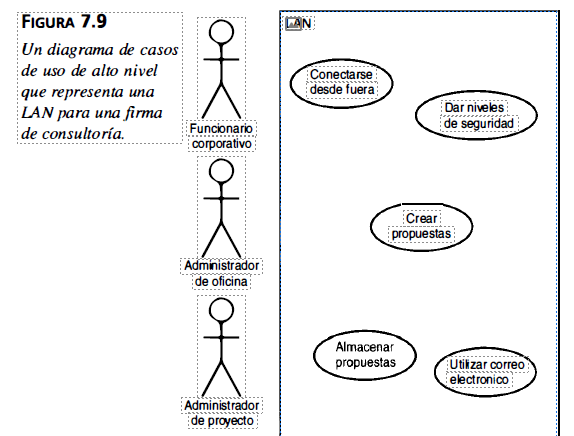 FIGURA 7.9
Un diagrama de casos
de uso de alto nivel
que representa una
LAN para una firma
de consultoría.
Funcionario
corporativo
Administrador
de oficina
Administrador
de proyecto
LAN
Conectarse
desde fuera
Dar niveles
de seguridad
Crear
propuestas
Almacenar
propuestas
Utilizar correo
electronico